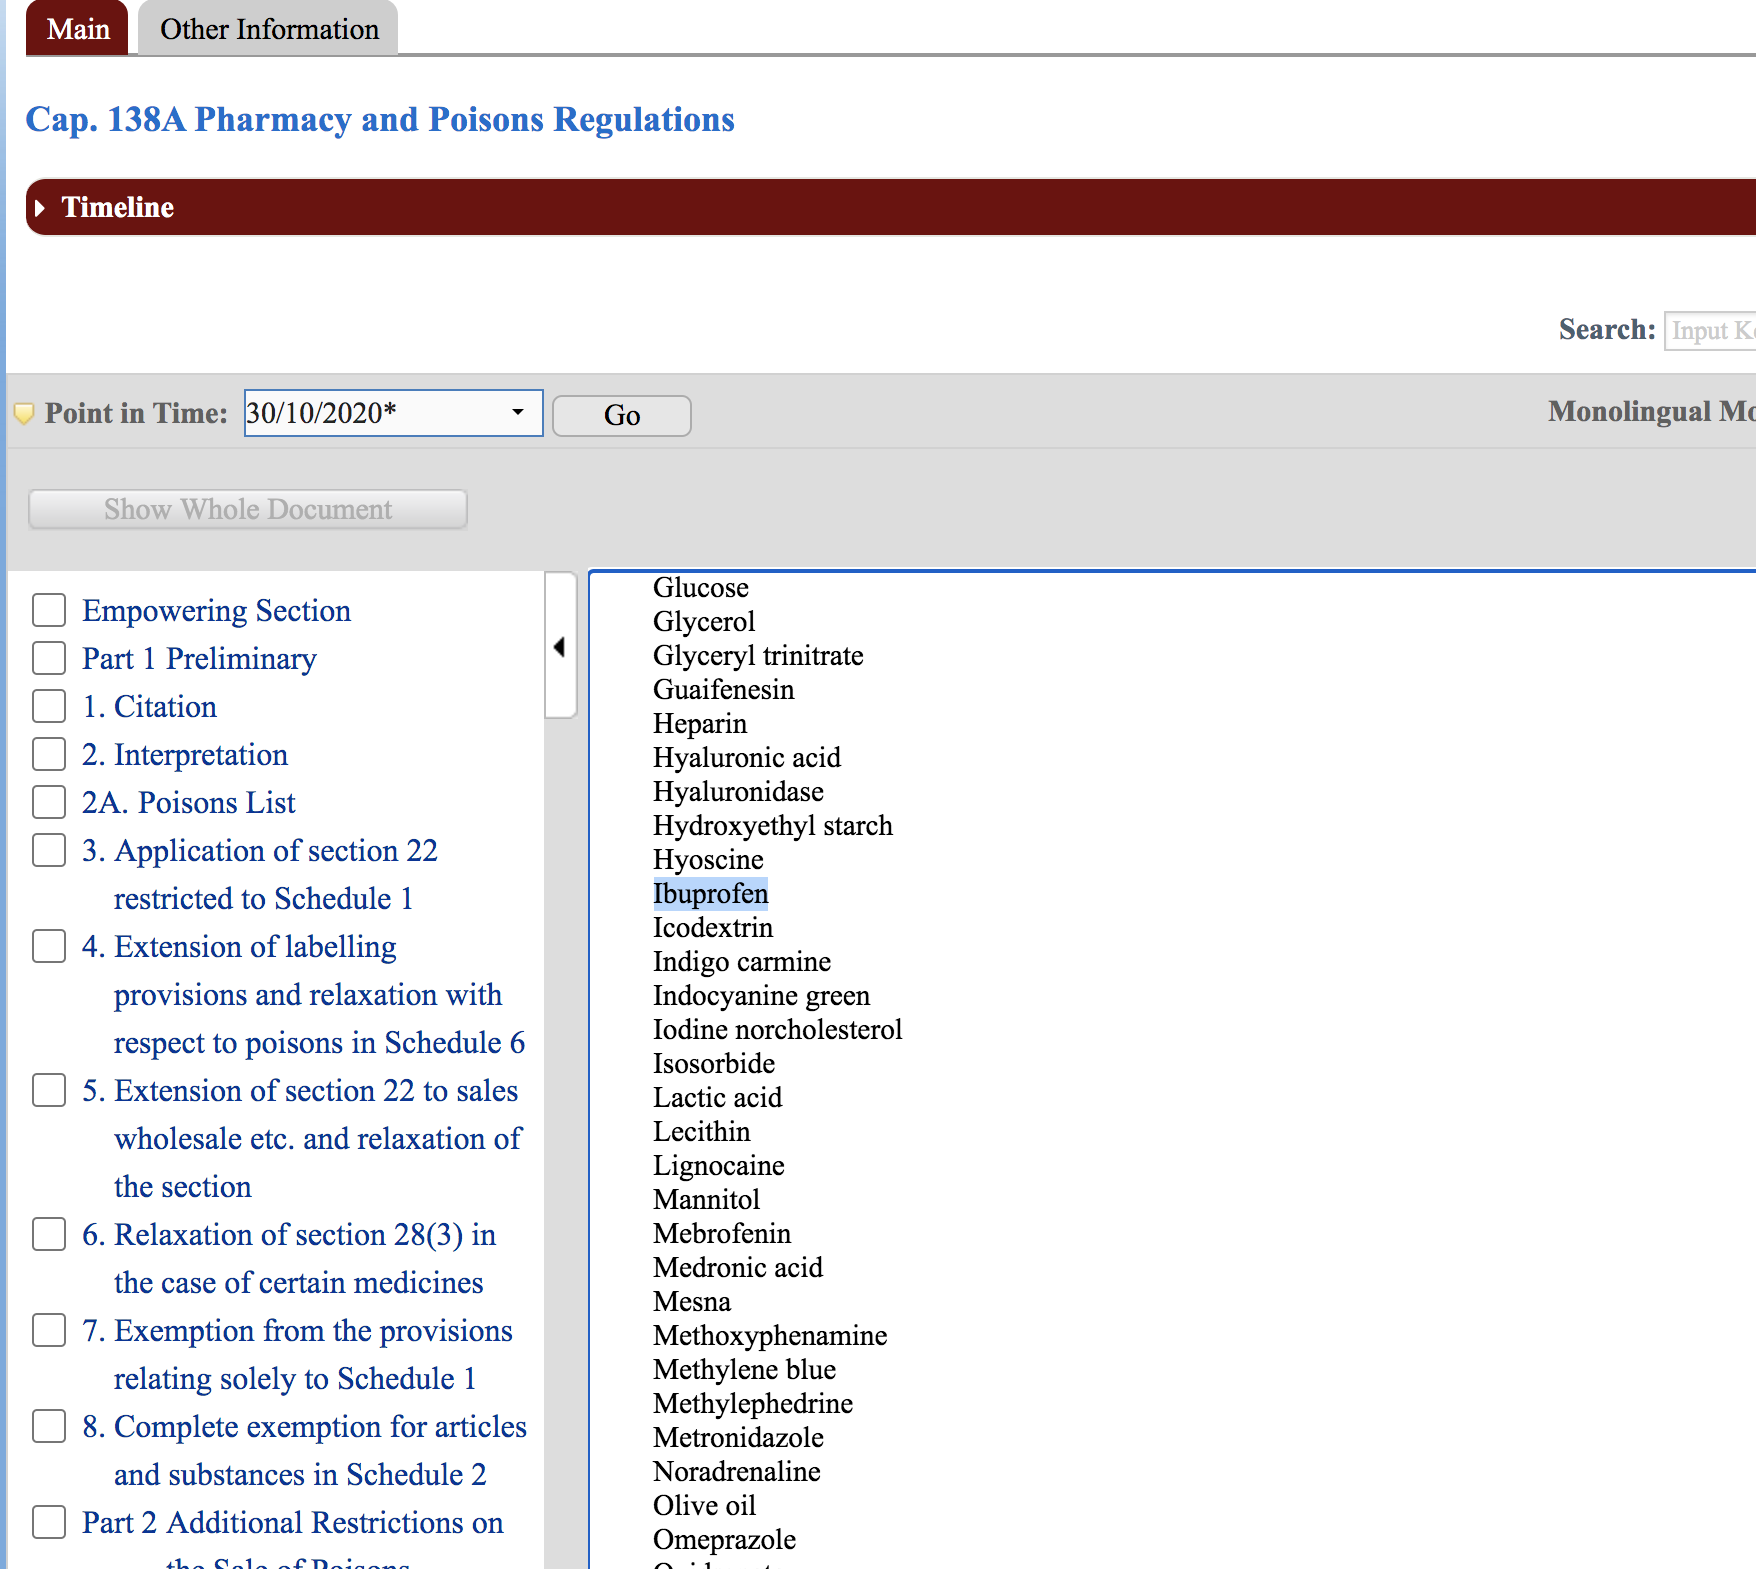 Main
Other Information
Cap. 138A Pharmacy and Poisons Regulations
Timeline
Search:
Input
Point in Time:
30/10/2020*
Go
Monolingual
Show Whole Document
Empowering Section
Part 1 Preliminary
1. Citation
2. Interpretation
2A. Poisons List
3. Application of section 22
restricted to Schedule 1
4. Extension of labelling
provisions and relaxation with
respect to poisons in Schedule 6
5. Extension of section 22 to sales
wholesale etc. and relaxation of
the section
6. Relaxation of section 28(3) in
the case of certain medicines
7. Exemption from the provisions
relating solely to Schedule 1
8. Complete exemption for articles
and substances in Schedule 2
Part 2 Additional Restrictions on
the Sale of Poisons
Glucose
Glycerol
Glyceryl trinitrate
Guaifenesin
Heparin
Hyaluronic acid
Hyaluronidase
Hydroxyethyl starch
Hyoscine
Ibuprofen
Icodextrin
Indigo carmine
Indocyanine green
Iodine norcholesterol
Isosorbide
Lactic acid
Lecithin
Lignocaine
Mannitol
Mebrofenin
Medronic acid
Mesna
Methoxyphenamine
Methylene blue
Methylephedrine
Metronidazole
Noradrenaline
Olive oil
Omeprazole